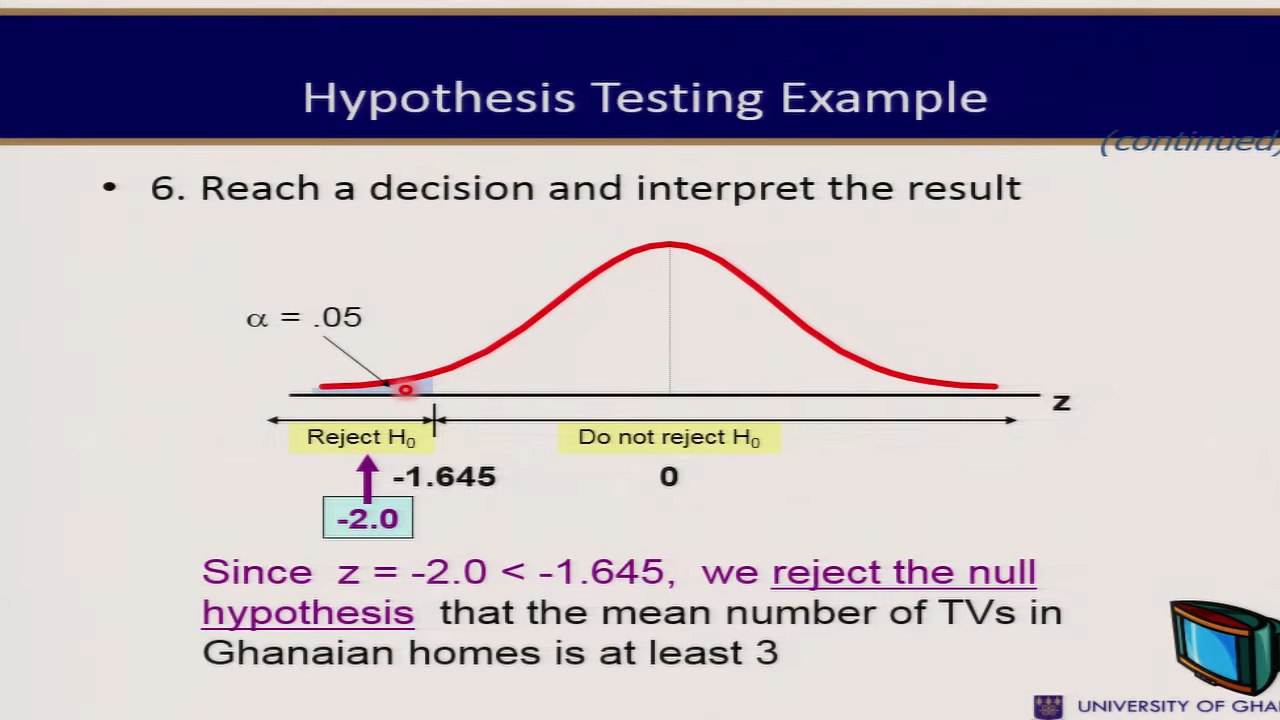 Hypothesis Testing Example
(continued)
• 6. Reach a decision and interpret the result
α = .05
z
Reject H₀
Do not reject H₀
-1.645
0
-2.0
Since z = -2.0 < -1.645, we reject the null
hypothesis that the mean number of TVs in
Ghanaian homes is at least 3
UNIVERSITY OF GHA